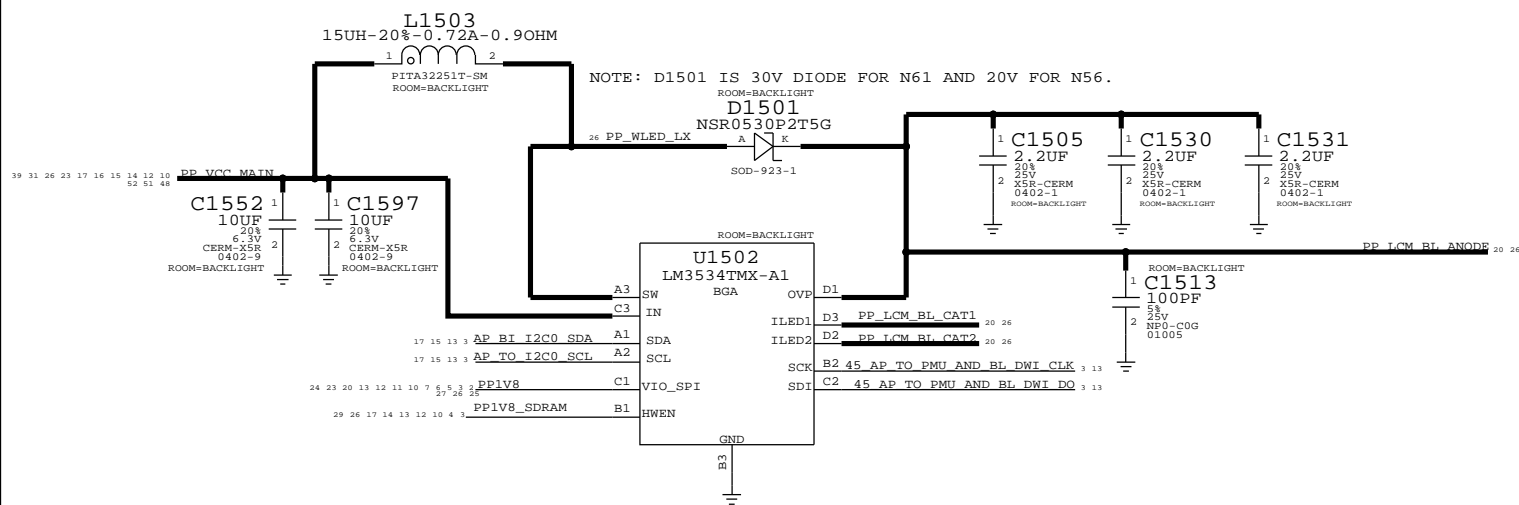 L1503
15UH-20%-0.72A-0.9OHM
1 2
PITA32251T-SM
ROOM=BACKLIGHT
NOTE: D1501 IS 30V DIODE FOR N61 AND 20V FOR N56.
ROOM=BACKLIGHT
D1501
NSR0530P2T5G
26 PP_WLED_LX
A K
SOD-923-1
1 C1505
2.2UF
20%
25V
2 X5R-CERM
0402-1
ROOM=BACKLIGHT
1 C1530
2.2UF
20%
25V
2 X5R-CERM
0402-1
ROOM=BACKLIGHT
1 C1531
2.2UF
20%
25V
2 X5R-CERM
0402-1
ROOM=BACKLIGHT
39 31 26 23 17 16 15 14 12 10 PP_VCC_MAIN
52 51 48
C1552 1
10UF
20%
6.3V
CERM-X5R 2
0402-9
ROOM=BACKLIGHT
1 C1597
10UF
20%
6.3V
2 CERM-X5R
0402-9
ROOM=BACKLIGHT
ROOM=BACKLIGHT
U1502
LM3534TMX-A1
BGA
A3 SW
C3 IN
17 15 13 3 AP_BI_I2C0_SDA A1 SDA
17 15 13 3 AP_TO_I2C0_SCL A2 SCL
24 23 20 13 12 11 10 7 6 5 3 2 PP1V8 C1 VIO_SPI
27 26 25
29 26 17 14 13 12 10 4 3 PP1V8_SDRAM B1 HWEN
OVP D1
ILED1 D3 PP_LCM_BL_CAT1 20 26
ILED2 D2 PP_LCM_BL_CAT2 20 26
SCK B2 45_AP_TO_PMU_AND_BL_DWI_CLK 3 13
SDI C2 45_AP_TO_PMU_AND_BL_DWI_DO 3 13
GND
B3
PP_LCM_BL_ANODE 20 26
ROOM=BACKLIGHT
1 C1513
100PF
5%
25V
2 NP0-C0G
01005